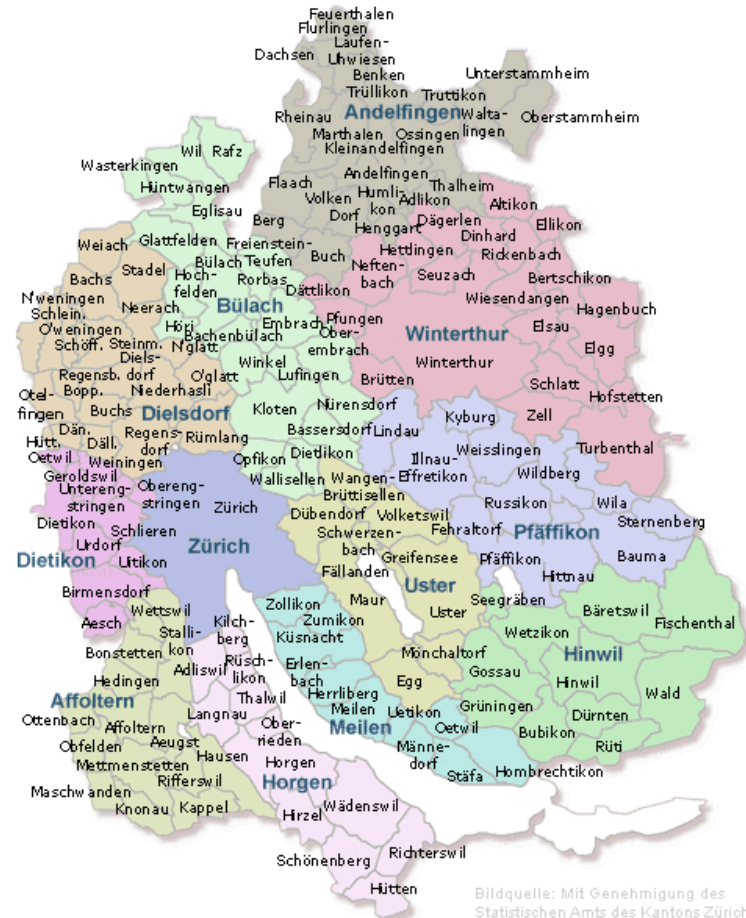 Feuerthalen
Flurlingen
Laufen-
Uhwiesen
Dachsen
Benken
Unterstammheim
Trüllikon
Truttikon
Andelfingen
Rheinau
Walta-
lingen
Oberstammheim
Marthalen
Ossingen
Kleinandelfingen
Wil
Rafz
Wasterkingen
Hüntwangen
Andelfingen
Flaach
Humli-
kon
Thalheim
Volken
Adlikon
Altikon
Eglisau
Berg
Dorf
Dägerlen
Ellikon
Henggart
Dinhard
Weiach
Glattfelden
Freienstein-
Teufen
Buch
Hettlingen
Rickenbach
Bülach
Neften-
bach
Seuzach
Bertschikon
Stadel
Hoch-
felden
Rorbas
Bachs
Dättlikon
Wiesendangen
Hagenbuch
N'weningen
Neerach
Bülach
Schlein.
Höri
Embrach
Pfungen
Winterthur
Elsau
O'weningen
Steinm.
Bachenbülach
Ober-
embrach
Schöff.
N'glatt
Elgg
Diels-
dorf
Winkel
Winterthur
Regensb.
O'glatt
Lufingen
Brütten
Schlatt
Bopp.
Niederhasli
Hofstetten
Otel-
fingen
Buchs
Dielsdorf
Kloten
Nürensdorf
Kyburg
Zell
Dän.
Regens-
dorf
Bassersdorf
Lindau
Hütt.
Däll.
Rümlang
Weisslingen
Turbenthal
Oetwil
Weiningen
Opfikon
Dietlikon
Illnau-
Effretikon
Geroldswil
Wallisellen
Wangen-
Brüttisellen
Wildberg
Untereng-
stringen
Obereng-
stringen
Zürich
Russikon
Wila
Dübendorf
Volketswil
Sternenberg
Dietikon
Schlieren
Schwerzen-
bach
Fehraltorf
Pfäffikon
Urdorf
Dietikon
Uitikon
Zürich
Greifensee
Pfäffikon
Bauma
Fällanden
Hittnau
Birmensdorf
Uster
Seegräben
Wettswil
Zollikon
Maur
Uster
Bäretswil
Aesch
Kilch-
berg
Zumikon
Fischenthal
Stalli-
kon
Küsnacht
Wetzikon
Bonstetten
Rüsch-
likon
Mönchaltorf
Hinwil
Adliswil
Erlen-
bach
Gossau
Hedingen
Egg
Hinwil
Affoltern
Thalwil
Herrliberg
Wald
Langnau
Meilen
Uetikon
Grüningen
Ottenbach
Affoltern
Ober-
rieden
Meilen
Oetwil
Dürnten
Bubikon
Obfelden
Aeugst
Hausen
Männe-
dorf
Rüti
Mettmenstetten
Horgen
Rifferswil
Horgen
Stäfa
Hombrechtikon
Maschwanden
Knonau
Kappel
Wädenswil
Hirzel
Schönenberg
Richterswil
Hütten
Bildquelle: Mit Genehmigung des
Statistischen Amts des Kantons Zürich